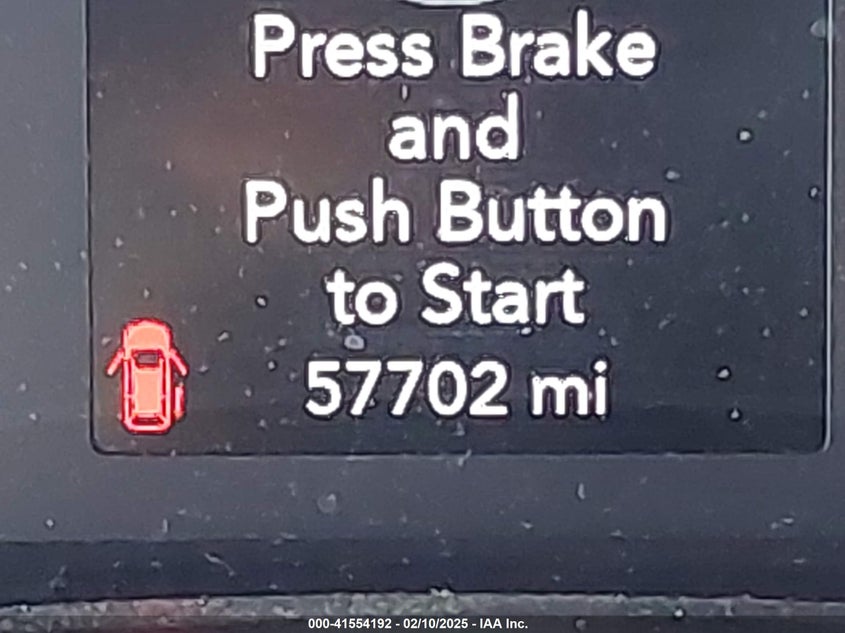 Press Brake
and
Push Button
to Start
57702 mi
000-41554192 - 02/10/2025 - IAA Inc.